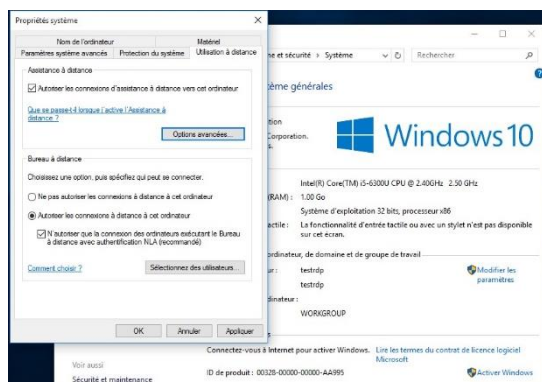 Propriétés système
Nom de l'ordinateur
Matériel
Paramètres système avancés
Protection du système
Utilisation à distance
Assistance à distance
Autoriser les connexions d'assistance à distance vers cet ordinateur
Que se passe-t-il lorsque j'active l'Assistance à
distance ?
Options avancées...
Bureau à distance
Choisissez une option, puis spécifiez qui peut se connecter.
Ne pas autoriser les connexions à distance à cet ordinateur
Autoriser les connexions à distance à cet ordinateur
N'autoriser que la connexion des ordinateurs exécutant le Bureau
à distance avec authentification NLA (recommandé)
Comment choisir ?
Sélectionnez des utilisateurs...
OK
Annuler
Appliquer
me et sécurité › Système
Rechercher
ème générales
tion
Corporation.
s.
Windows 10
Intel(R) Core(TM) i5-6300U CPU @ 2.40GHz 2.50 GHz
(RAM) : 1.00 Go
Système d'exploitation 32 bits, processeur x86
actile : La fonctionnalité d'entrée tactile ou avec un stylet n'est pas disponible
sur cet écran.
ordinateur, de domaine et de groupe de travail
ur : testrdp
Modifier les
paramètres
testrdp
dinateur :
WORKGROUP
Connectez-vous à Internet pour activer Windows. Lire les termes du contrat de licence logiciel
Microsoft
Voir aussi
Sécurité et maintenance
ID de produit : 00328-00000-00000-AA995
Activer Windows